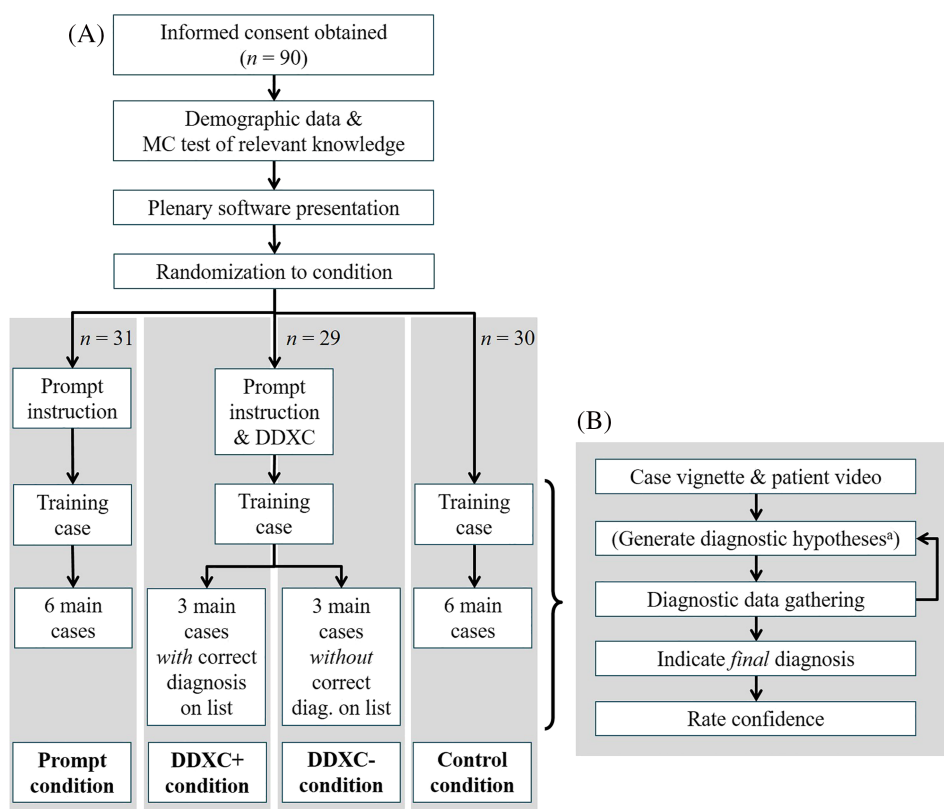 (A)
Informed consent obtained
(n = 90)
Demographic data &
MC test of relevant knowledge
Plenary software presentation
Randomization to condition
n = 31
n = 29
n = 30
Prompt
instruction
Prompt
instruction
& DDXC
Training
case
Training
case
Training
case
6 main
cases
3 main
cases
with correct
diagnosis
on list
3 main
cases
without
correct
diag. on list
6 main
cases
Prompt
condition
DDXC+
condition
DDXC-
condition
Control
condition
(B)
Case vignette & patient video
(Generate diagnostic hypothesesª)
Diagnostic data gathering
Indicate final diagnosis
Rate confidence